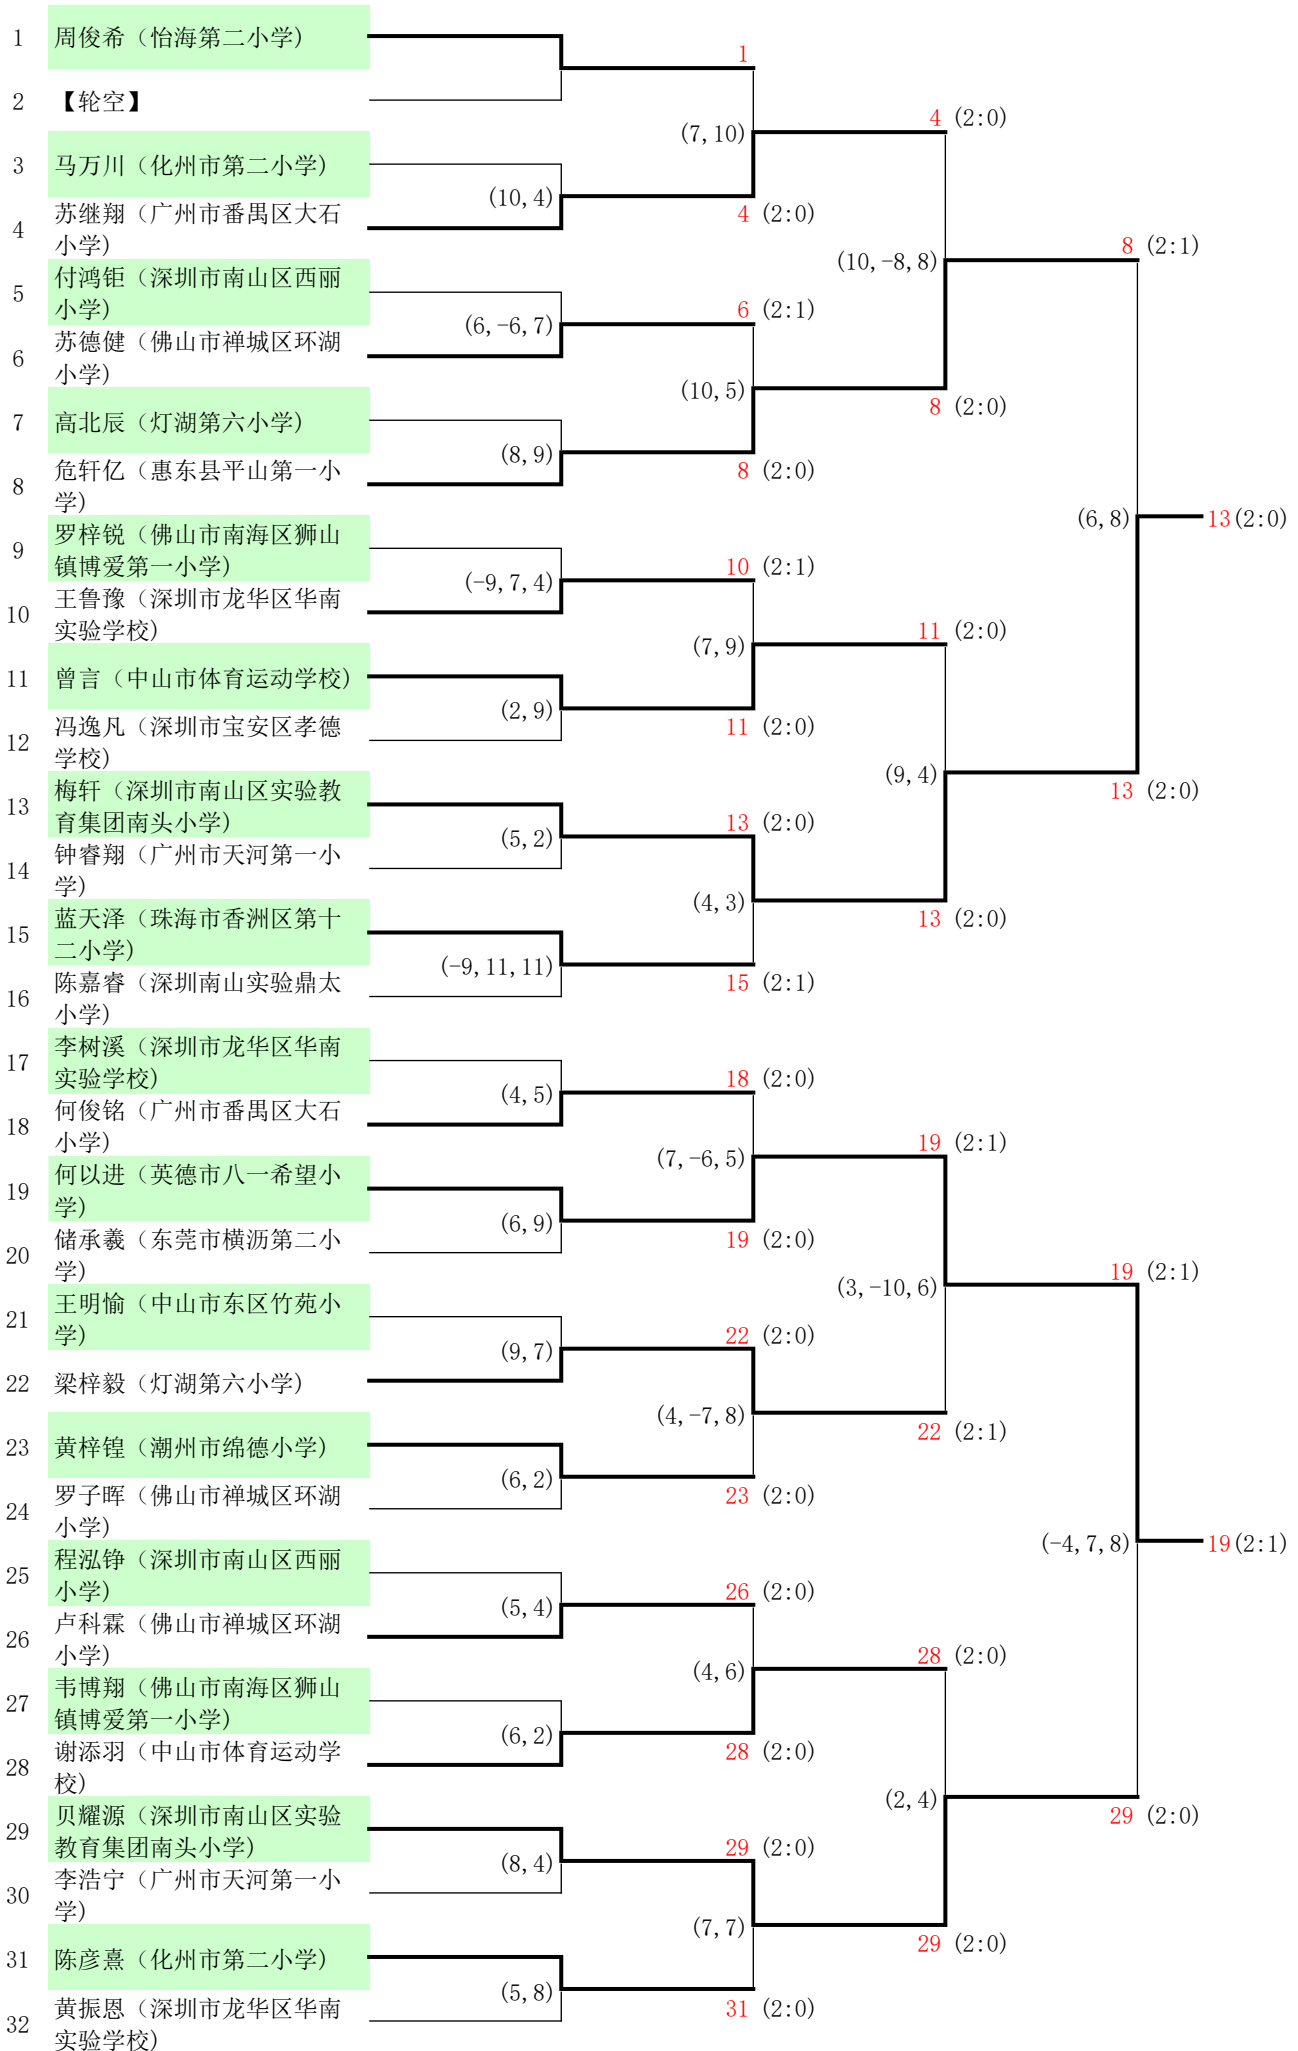 1 周俊希（怡海第二小学）
1
2 【轮空】
(7, 10)
4 (2:0)
3 马万川（化州市第二小学）
(10, 4)
4 (2:0)
4 苏继翔（广州市番禺区大石
小学）
(10, -8, 8)
8 (2:1)
5 付鸿钜（深圳市南山区西丽
小学）
6 (2:1)
(6, -6, 7)
6 苏德健（佛山市禅城区环湖
小学）
(10, 5)
8 (2:0)
7 高北辰（灯湖第六小学）
(8, 9)
8 (2:0)
8 危轩亿（惠东县平山第一小
学）
(6, 8)
13 (2:0)
9 罗梓锐（佛山市南海区狮山
镇博爱第一小学）
10 (2:1)
(-9, 7, 4)
10 王鲁豫（深圳市龙华区华南
实验学校）
(7, 9)
11 (2:0)
11 曾言（中山市体育运动学校）
(2, 9)
11 (2:0)
12 冯逸凡（深圳市宝安区孝德
学校）
(9, 4)
13 (2:0)
13 梅轩（深圳市南山区实验教
育集团南头小学）
13 (2:0)
(5, 2)
14 钟睿翔（广州市天河第一小
学）
(4, 3)
13 (2:0)
15 蓝天泽（珠海市香洲区第十
二小学）
(-9, 11, 11)
15 (2:1)
16 陈嘉睿（深圳南山实验鼎太
小学）
17 李树溪（深圳市龙华区华南
实验学校）
18 (2:0)
(4, 5)
18 何俊铭（广州市番禺区大石
小学）
(7, -6, 5)
19 (2:1)
19 何以进（英德市八一希望小
学）
(6, 9)
19 (2:0)
20 储承羲（东莞市横沥第二小
学）
(3, -10, 6)
19 (2:1)
21 王明愉（中山市东区竹苑小
学）
22 (2:0)
(9, 7)
22 梁梓毅（灯湖第六小学）
(4, -7, 8)
22 (2:1)
23 黄梓锽（潮州市绵德小学）
(6, 2)
23 (2:0)
24 罗子晖（佛山市禅城区环湖
小学）
(-4, 7, 8)
19 (2:1)
25 程泓铮（深圳市南山区西丽
小学）
26 (2:0)
(5, 4)
26 卢科霖（佛山市禅城区环湖
小学）
(4, 6)
28 (2:0)
27 韦博翔（佛山市南海区狮山
镇博爱第一小学）
(6, 2)
28 (2:0)
28 谢添羽（中山市体育运动学
校）
(2, 4)
29 (2:0)
29 贝耀源（深圳市南山区实验
教育集团南头小学）
29 (2:0)
(8, 4)
30 李浩宁（广州市天河第一小
学）
(7, 7)
29 (2:0)
31 陈彦熹（化州市第二小学）
(5, 8)
31 (2:0)
32 黄振恩（深圳市龙华区华南
实验学校）